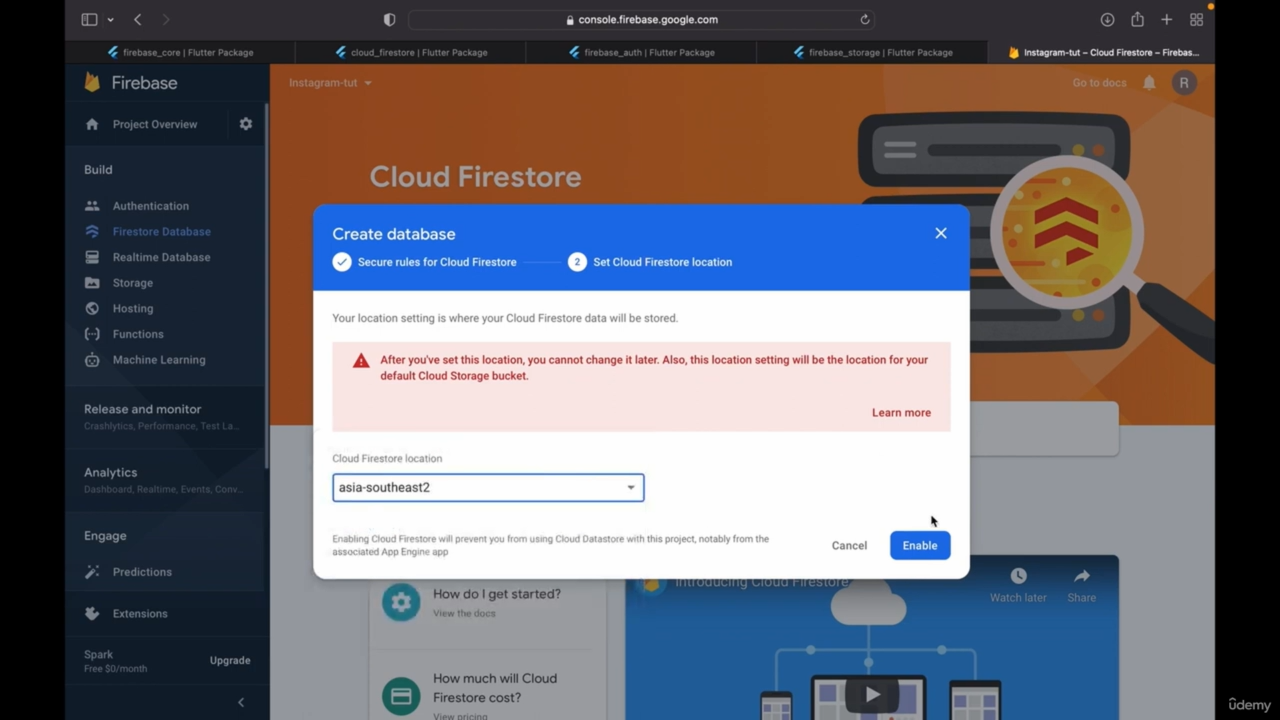 console.firebase.google.com
firebase_core | Flutter Package
cloud_firestore | Flutter Package
firebase_auth | Flutter Package
firebase_storage | Flutter Package
Instagram-tut – Cloud Firestore – Firebas...
Firebase
Instagram-tut
Go to docs
R
Project Overview
Build
Authentication
Firestore Database
Realtime Database
Storage
Hosting
Functions
Machine Learning
Release and monitor
Crashlytics, Performance, Test La...
Analytics
Dashboard, Realtime, Events, Conv...
Engage
Predictions
Extensions
Spark
Free $0/month
Upgrade
Cloud Firestore
Create database
Secure rules for Cloud Firestore
2
Set Cloud Firestore location
Your location setting is where your Cloud Firestore data will be stored.
After you've set this location, you cannot change it later. Also, this location setting will be the location for your
default Cloud Storage bucket.
Learn more
Cloud Firestore location
asia-southeast2
Enabling Cloud Firestore will prevent you from using Cloud Datastore with this project, notably from the
associated App Engine app
Cancel
Enable
How do I get started?
View the docs
How much will Cloud
Firestore cost?
View pricing
Introducing Cloud Firestore
Watch later
Share
ûdemy